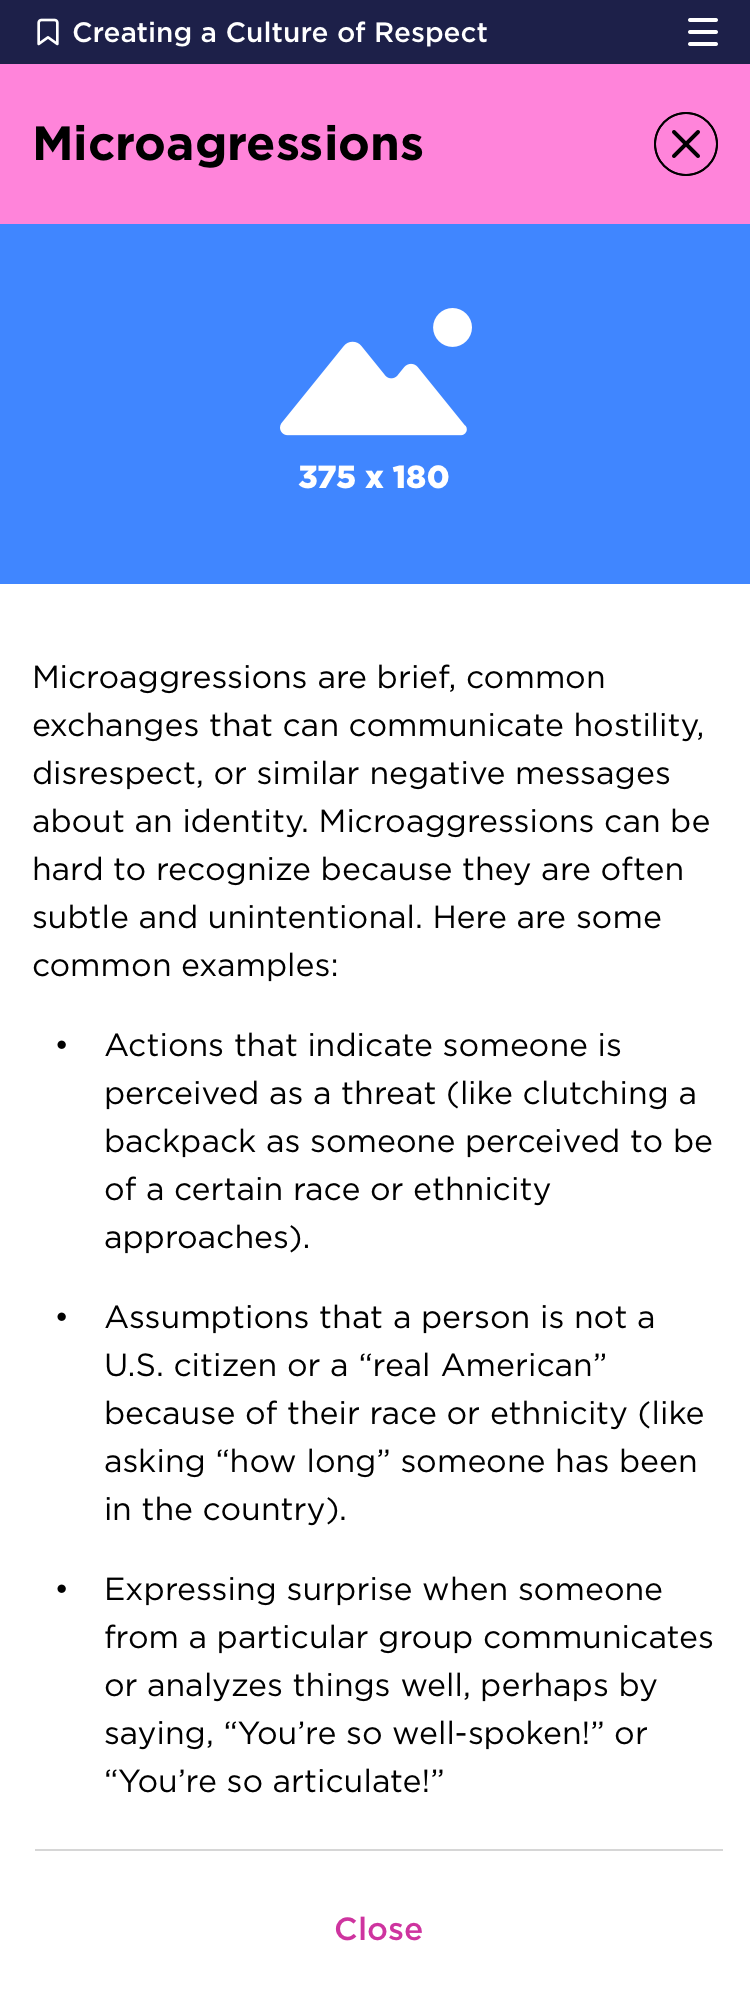 Creating a Culture of Respect
Microagressions
375 x 180
Microaggressions are brief, common
exchanges that can communicate hostility,
disrespect, or similar negative messages
about an identity. Microaggressions can be
hard to recognize because they are often
subtle and unintentional. Here are some
common examples:
• Actions that indicate someone is
perceived as a threat (like clutching a
backpack as someone perceived to be
of a certain race or ethnicity
approaches).
• Assumptions that a person is not a
U.S. citizen or a “real American”
because of their race or ethnicity (like
asking “how long” someone has been
in the country).
• Expressing surprise when someone
from a particular group communicates
or analyzes things well, perhaps by
saying, “You’re so well-spoken!” or
“You’re so articulate!”
Close